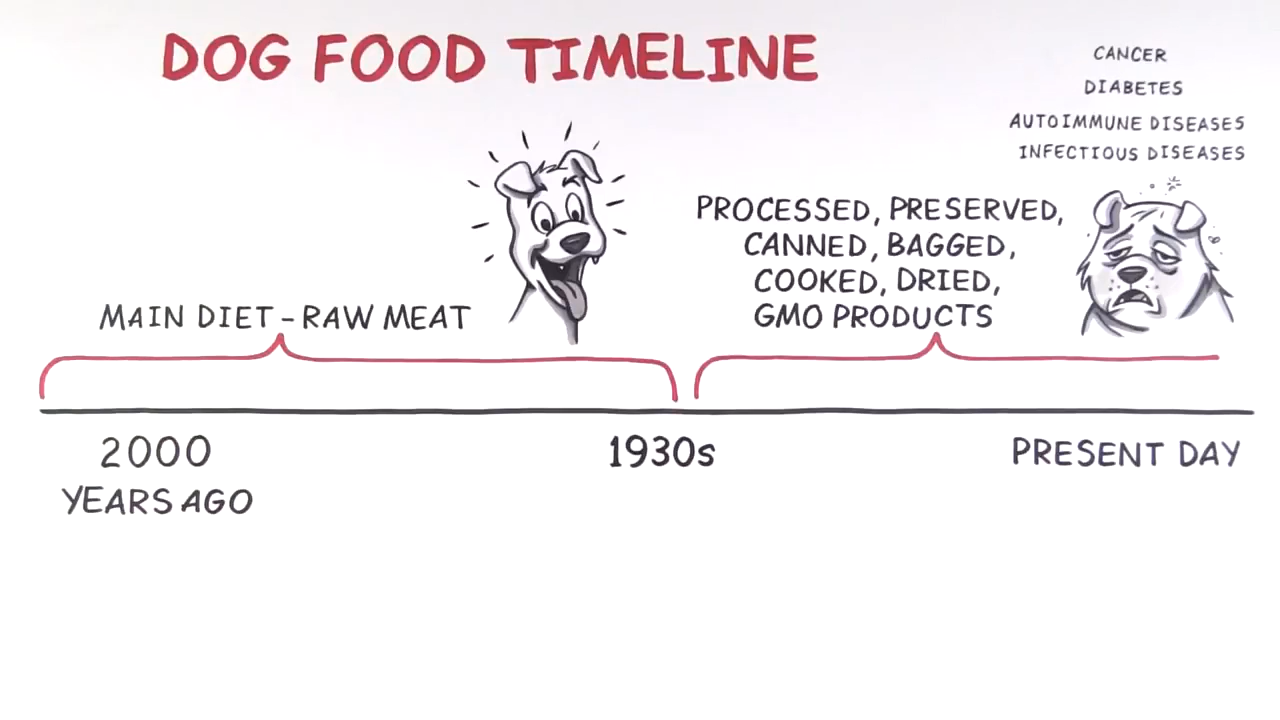 DOG FOOD TIMELINE
CANCER
DIABETES
AUTOIMMUNE DISEASES
INFECTIOUS DISEASES
MAIN DIET - RAW MEAT
PROCESSED, PRESERVED,
CANNED, BAGGED,
COOKED, DRIED,
GMO PRODUCTS
2000
YEARS AGO
1930s
PRESENT DAY